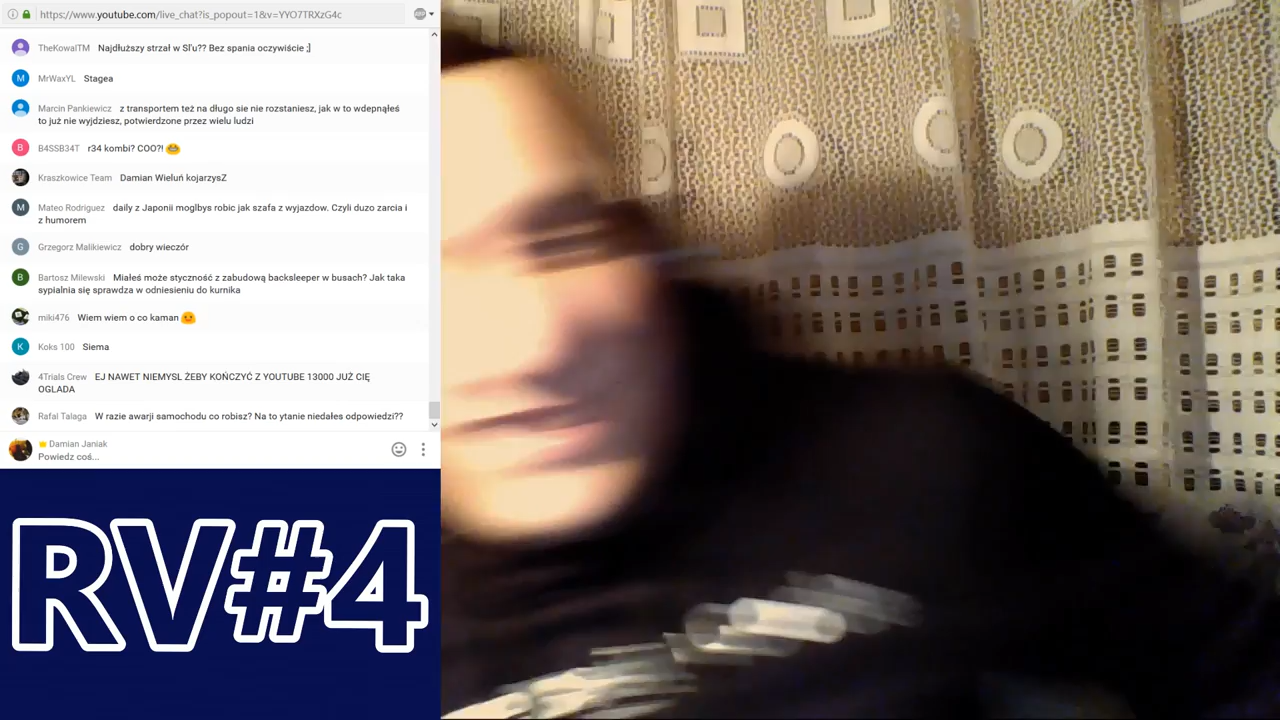 https://www.youtube.com/live_chat?is_popout=1&v=YYO7TRXzG4c
TheKowalTM Najdłuższy strzał w Sl'u?? Bez spania oczywiście ;]
M MrWaxYL Stagea
Marcin Pankiewicz z transportem też na długo sie nie rozstaniesz, jak w to wdepnąłeś
to już nie wyjdziesz, potwierdzone przez wielu ludzi
B B4SSB34T r34 kombi? COO?!
Kraszkowice Team Damian Wieluń kojarzysZ
M Mateo Rodriguez daily z Japonii moglbys robic jak szafa z wyjazdow. Czyli duzo zarcia i
z humorem
G Grzegorz Malikiewicz dobry wieczór
B Bartosz Milewski Miałeś może styczność z zabudową backsleeper w busach? Jak taka
sypialnia się sprawdza w odniesieniu do kurnika
miki476 Wiem wiem o co kaman
K Koks 100 Siema
4Trials Crew EJ NAWET NIEMYSL ŻEBY KOŃCZYĆ Z YOUTUBE 13000 JUŻ CIĘ
OGLADA
Rafal Talaga W razie awarji samochodu co robisz? Na to ytanie niedałes odpowiedzi??
Damian Janiak
Powiedz coś...
RV#4